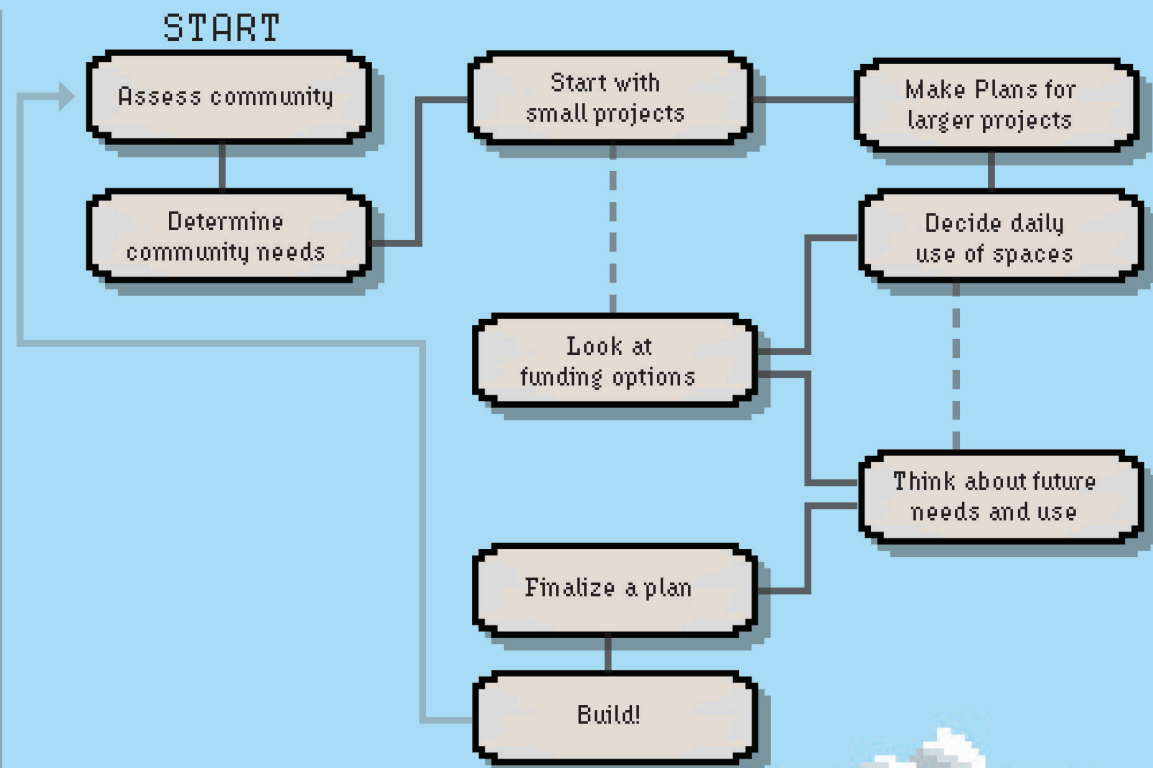 START
Assess community
Determine
community needs
Start with
small projects
Make Plans for
larger projects
Decide daily
use of spaces
Look at
funding options
Think about future
needs and use
Finalize a plan
Build!